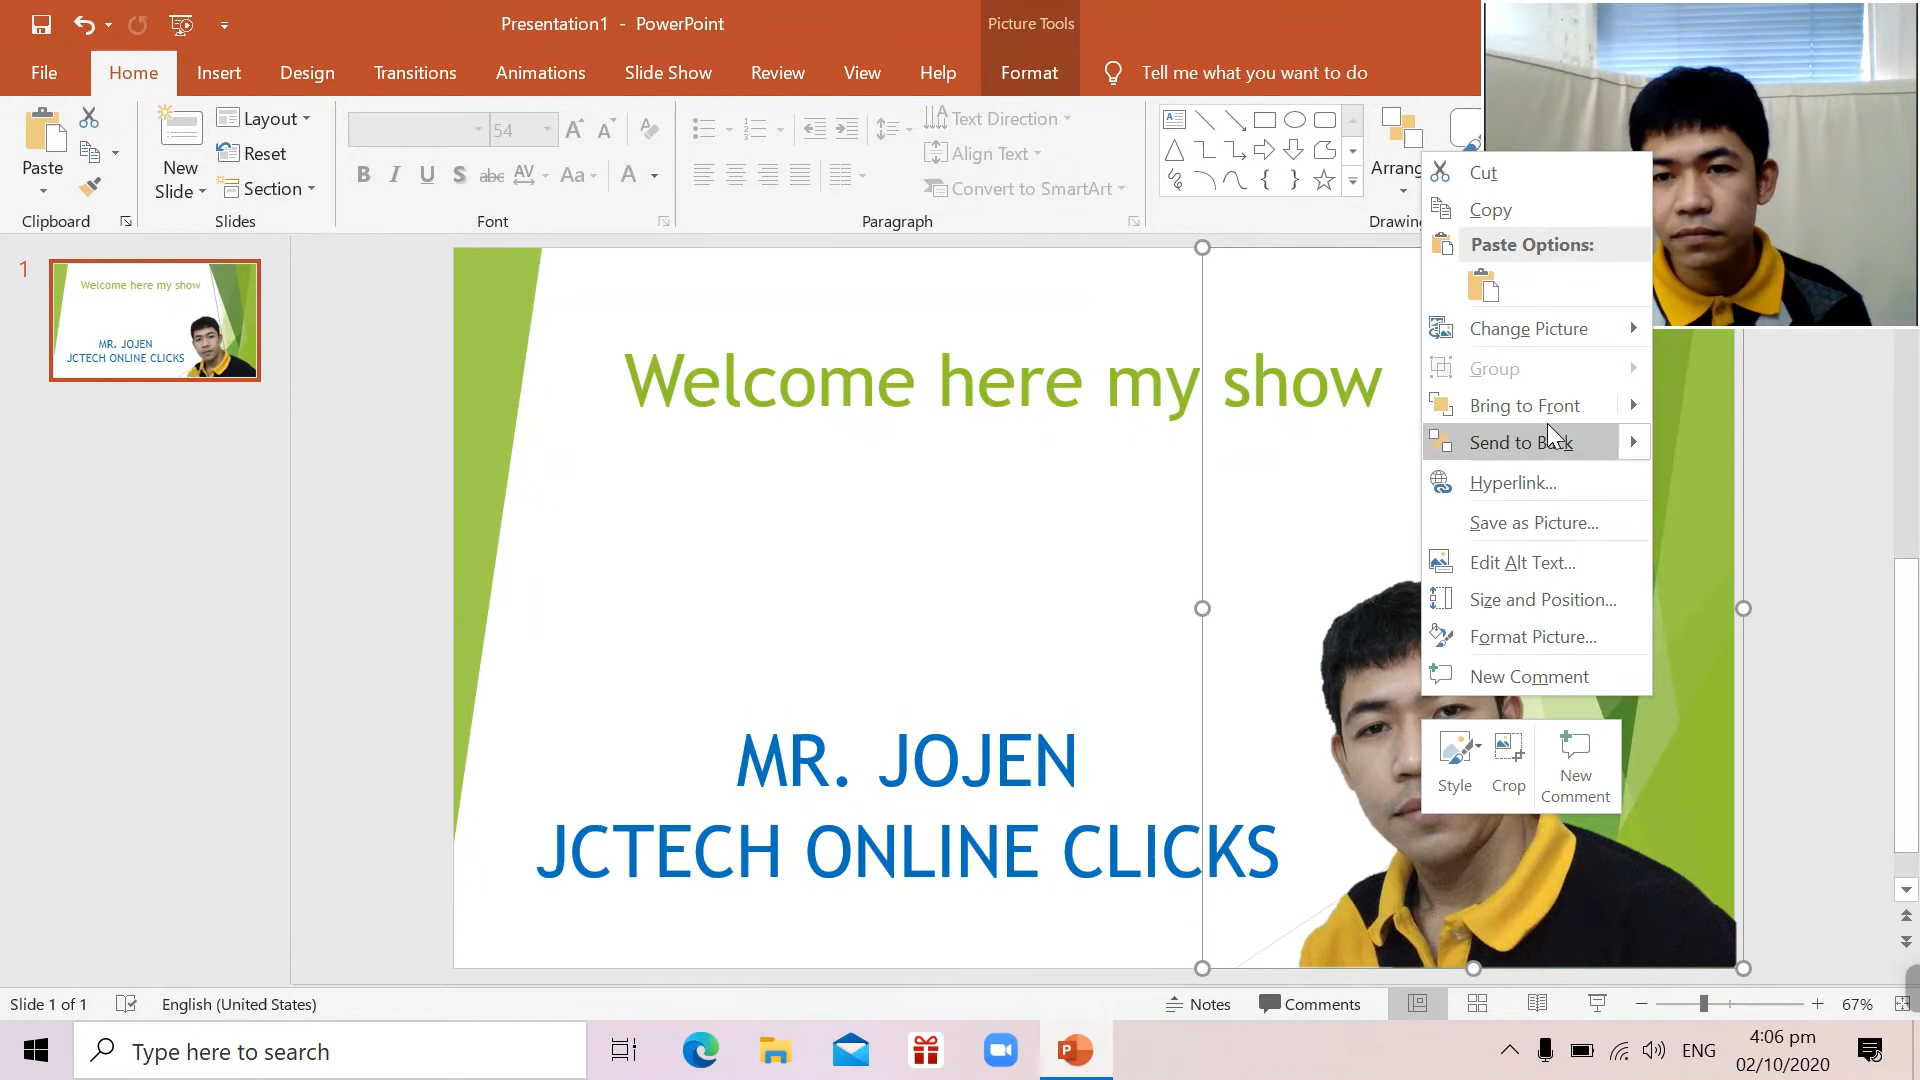 Presentation1 - PowerPoint
Picture Tools
File Home Insert Design Transitions Animations Slide Show Review View Help Format Tell me what you want to do
Paste
New Slide
Layout
Reset
Section
54
Text Direction
Align Text
Convert to SmartArt
Clipboard Slides Font Paragraph
Cut
Copy
Paste Options:
Change Picture
Group
Bring to Front
Send to Back
Hyperlink...
Save as Picture...
Edit Alt Text...
Size and Position...
Format Picture...
New Comment
Style Crop New Comment
1
Welcome here my show
MR. JOJEN
JCTECH ONLINE CLICKS
Welcome here my show
MR. JOJEN
JCTECH ONLINE CLICKS
Slide 1 of 1 English (United States) Notes Comments 67%
Type here to search
ENG
4:06 pm
02/10/2020